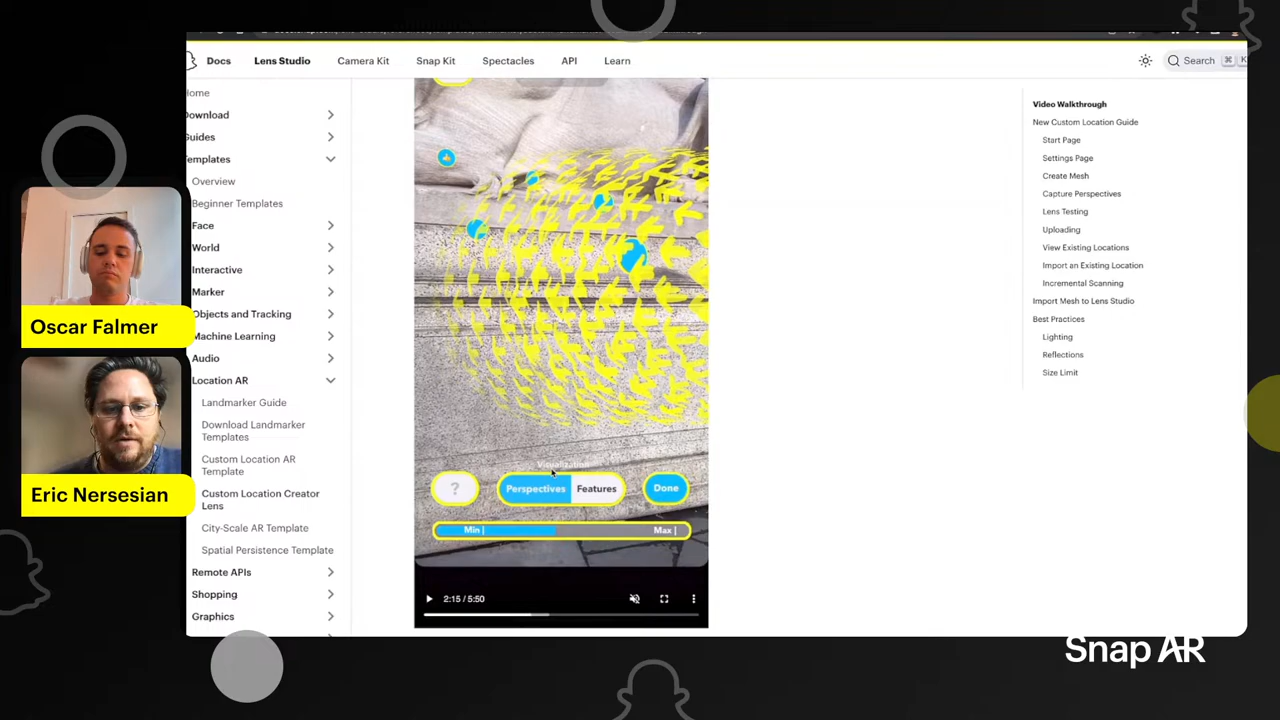 Docs
Lens Studio
Camera Kit
Snap Kit
Spectacles
API
Learn
Search
⌘
K
Home
Download
Guides
Templates
Overview
Beginner Templates
Face
World
Interactive
Marker
Objects and Tracking
Machine Learning
Audio
Location AR
Landmarker Guide
Download Landmarker
Templates
Custom Location AR
Template
Custom Location Creator
Lens
City-Scale AR Template
Spatial Persistence Template
Remote APIs
Shopping
Graphics
Visualization
?
Perspectives
Features
Done
Min |
Max |
2:15 / 5:50
Video Walkthrough
New Custom Location Guide
Start Page
Settings Page
Create Mesh
Capture Perspectives
Lens Testing
Uploading
View Existing Locations
Import an Existing Location
Incremental Scanning
Import Mesh to Lens Studio
Best Practices
Lighting
Reflections
Size Limit
Oscar Falmer
Eric Nersesian
Snap AR